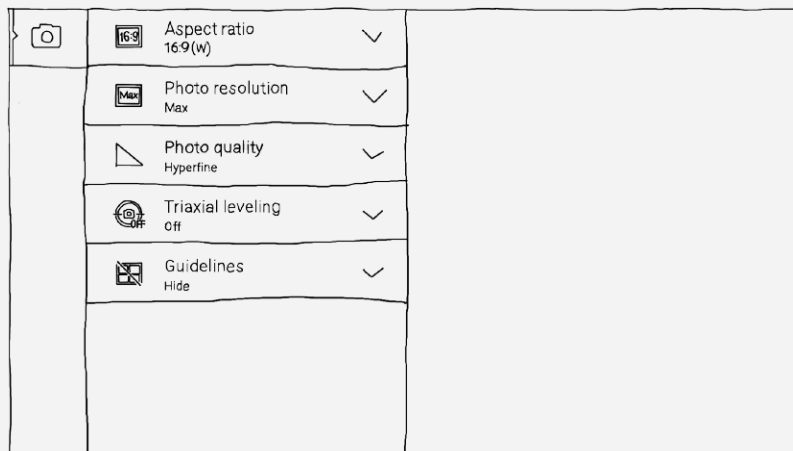 16:9
Aspect ratio
16:9(W)
Max
Photo resolution
Max
Photo quality
Hyperfine
Triaxial leveling
OFF
Off
Guidelines
Hide